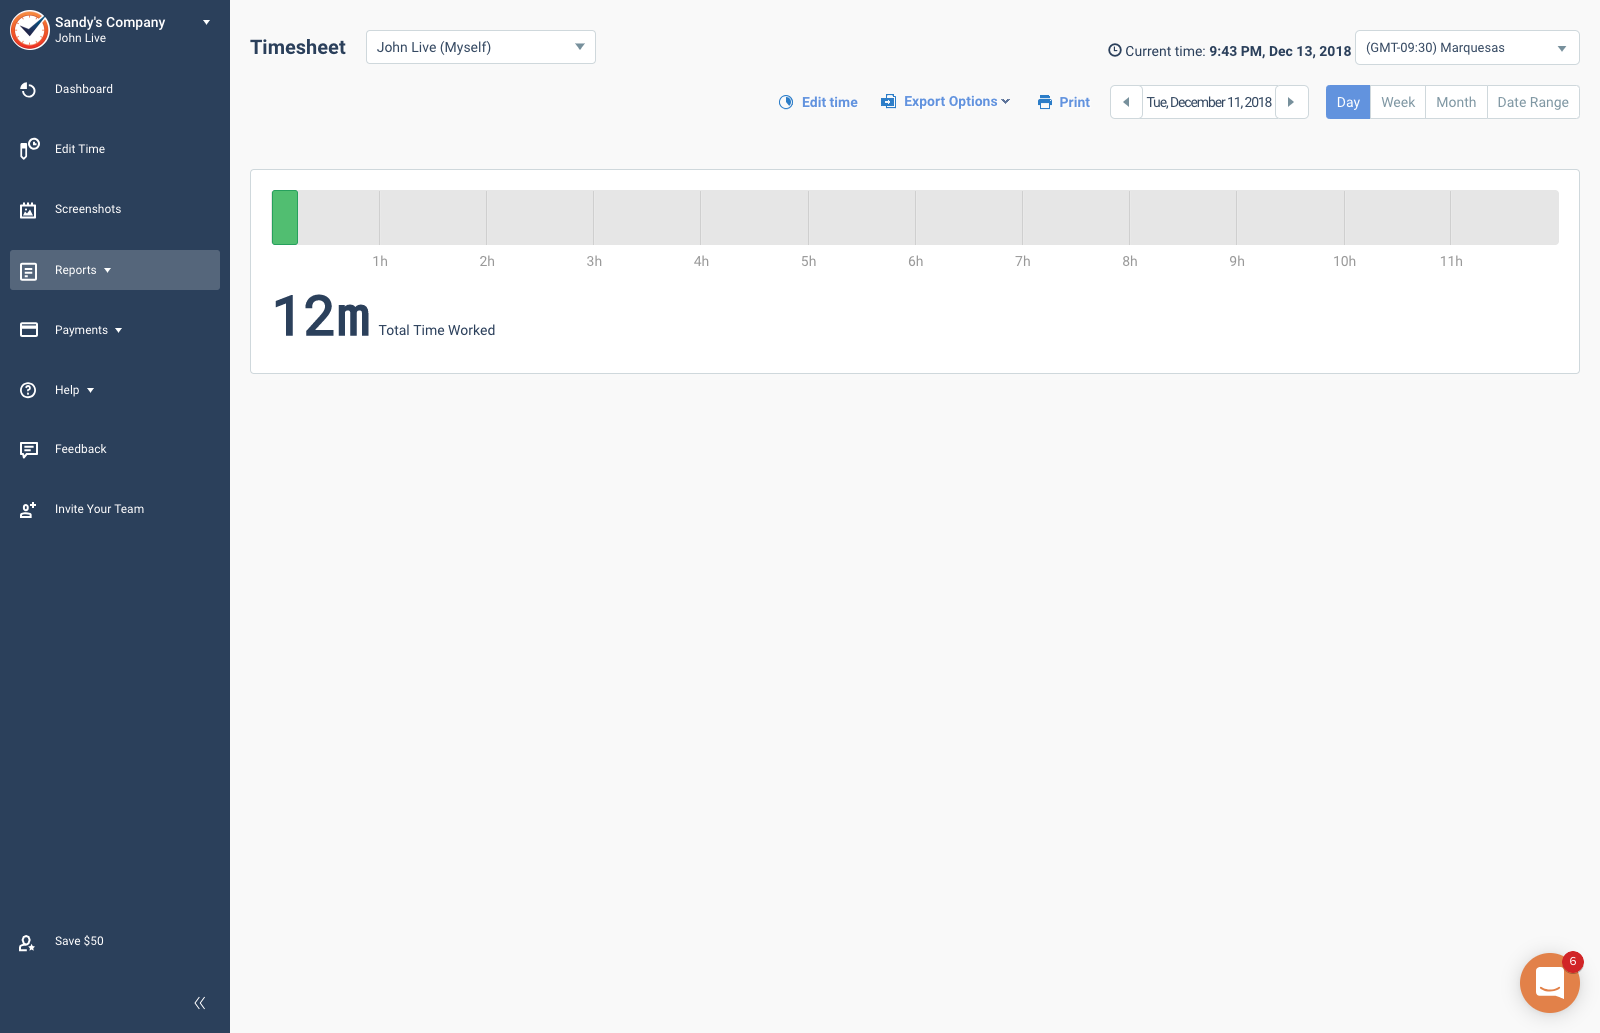 Sandy's Company
John Live
Dashboard
Edit Time
Screenshots
Reports
Payments
Help
Feedback
Invite Your Team
Save $50
Timesheet
John Live (Myself)
Current time: 9:43 PM, Dec 13, 2018
(GMT-09:30) Marquesas
Edit time
Export Options
Print
Tue, December 11, 2018
Day
Week
Month
Date Range
1h 2h 3h 4h 5h 6h 7h 8h 9h 10h 11h
12m Total Time Worked
6